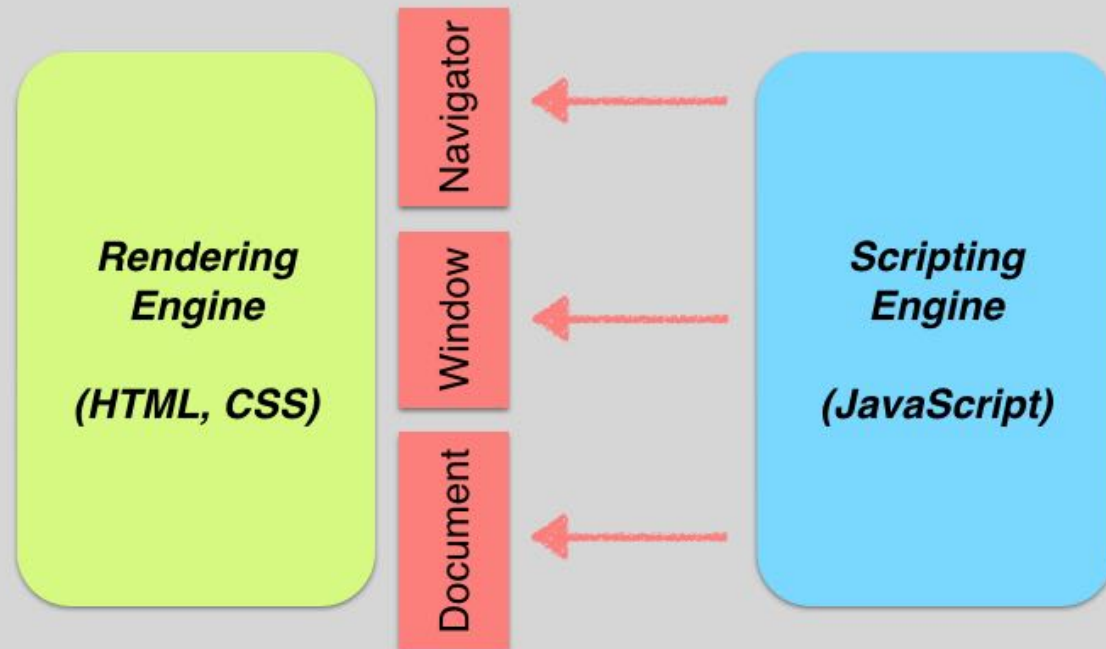 Rendering
Engine
(HTML, CSS)
Navigator
Window
Document
Scripting
Engine
(JavaScript)